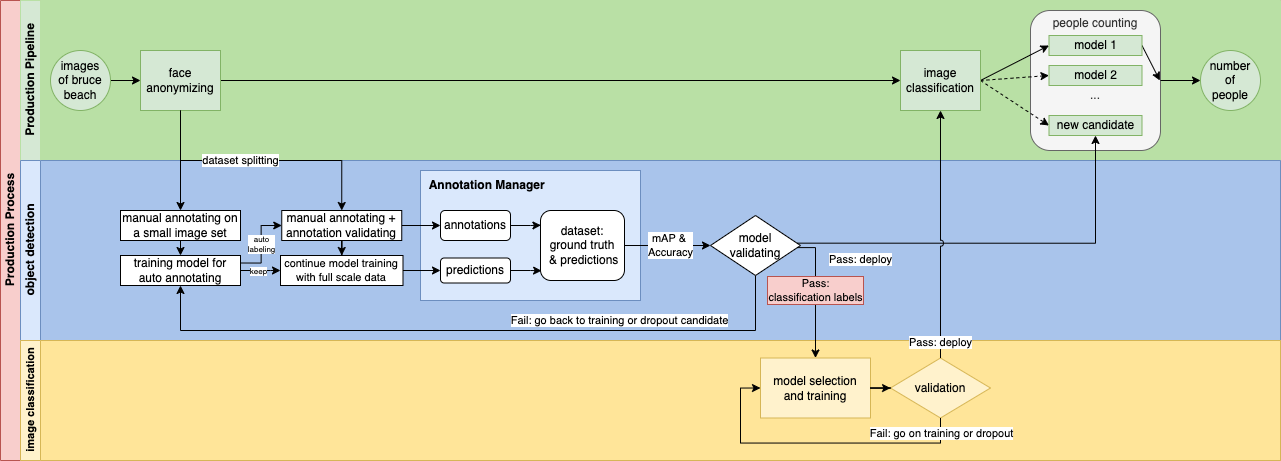 Production Process
Production Pipeline
images
of bruce
beach
face
anonymizing
image
classification
people counting
model 1
model 2
...
new candidate
number
of
people
dataset splitting
object detection
manual annotating on
a small image set
training model for
auto annotating
auto
labeling
keep
manual annotating +
annotation validating
continue model training
with full scale data
Annotation Manager
annotations
predictions
dataset:
ground truth
& predictions
mAP &
Accuracy
model
validating
Pass: deploy
Pass:
classification labels
Fail: go back to training or dropout candidate
image classification
Pass: deploy
model selection
and training
validation
Fail: go on training or dropout